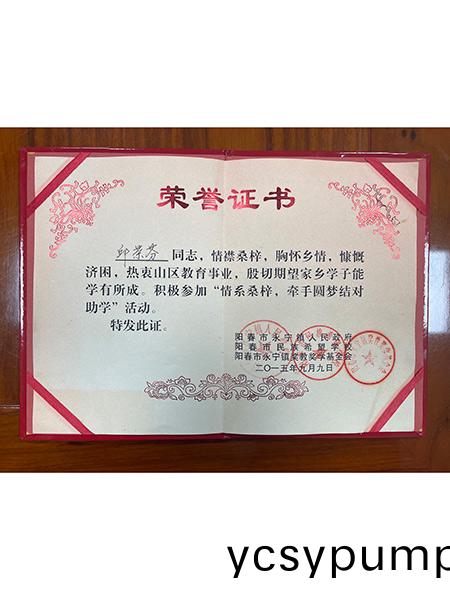 荣誉证书
邱崇芬 同志，情襟桑梓，胸怀乡情，慷慨
济困，热衷山区教育事业，殷切期望家乡学子能
学有所成。积极参加“情系桑梓，牵手圆梦结对
助学”活动。
特发此证。
阳春市永宁镇人民政府
阳春市民族希望学校
阳春市永宁镇奖教奖学基金会
二〇一五年九月九日
ycsypump